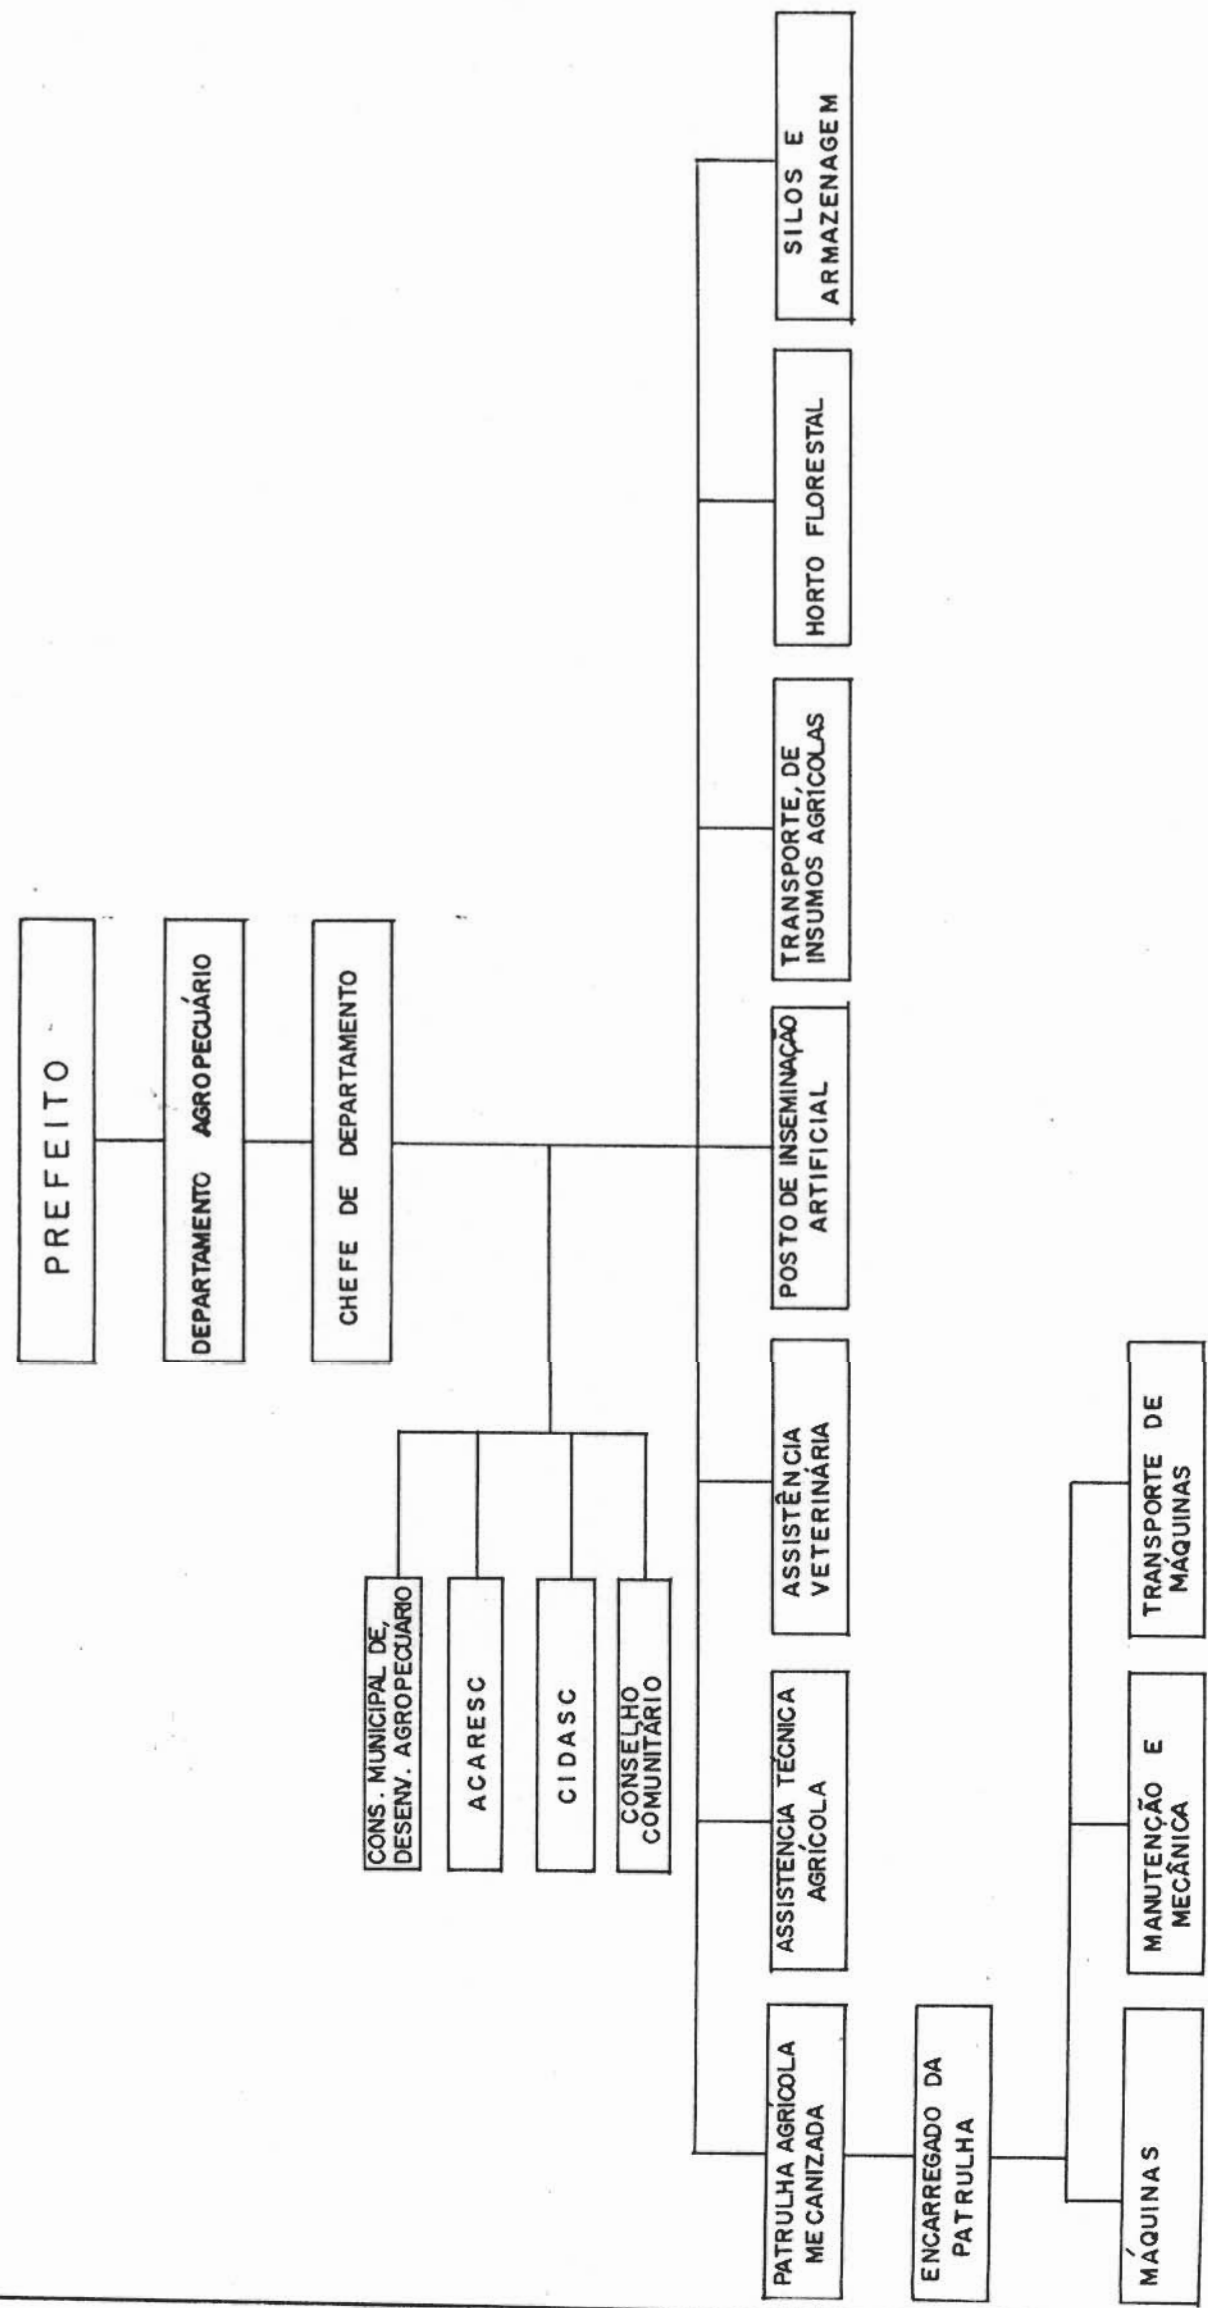 PREFEITO
DEPARTAMENTO AGROPECUÁRIO
CHEFE DE DEPARTAMENTO
CONS. MUNICIPAL DE,
DESENV. AGROPECUARIO
ACARESC
CIDASC
CONSELHO
COMUNITÁRIO
PATRULHA AGRÍCOLA
MECANIZADA
ASSISTENCIA TÉCNICA
AGRÍCOLA
ASSISTÊNCIA
VETERINÁRIA
POSTO DE INSEMINAÇÃO
ARTIFICIAL
TRANSPORTE, DE
INSUMOS AGRÍCOLAS
HORTO FLORESTAL
SILOS E
ARMAZENAGEM
ENCARREGADO DA
PATRULHA
MÁQUINAS
MANUTENÇÃO E
MECÂNICA
TRANSPORTE DE
MÁQUINAS